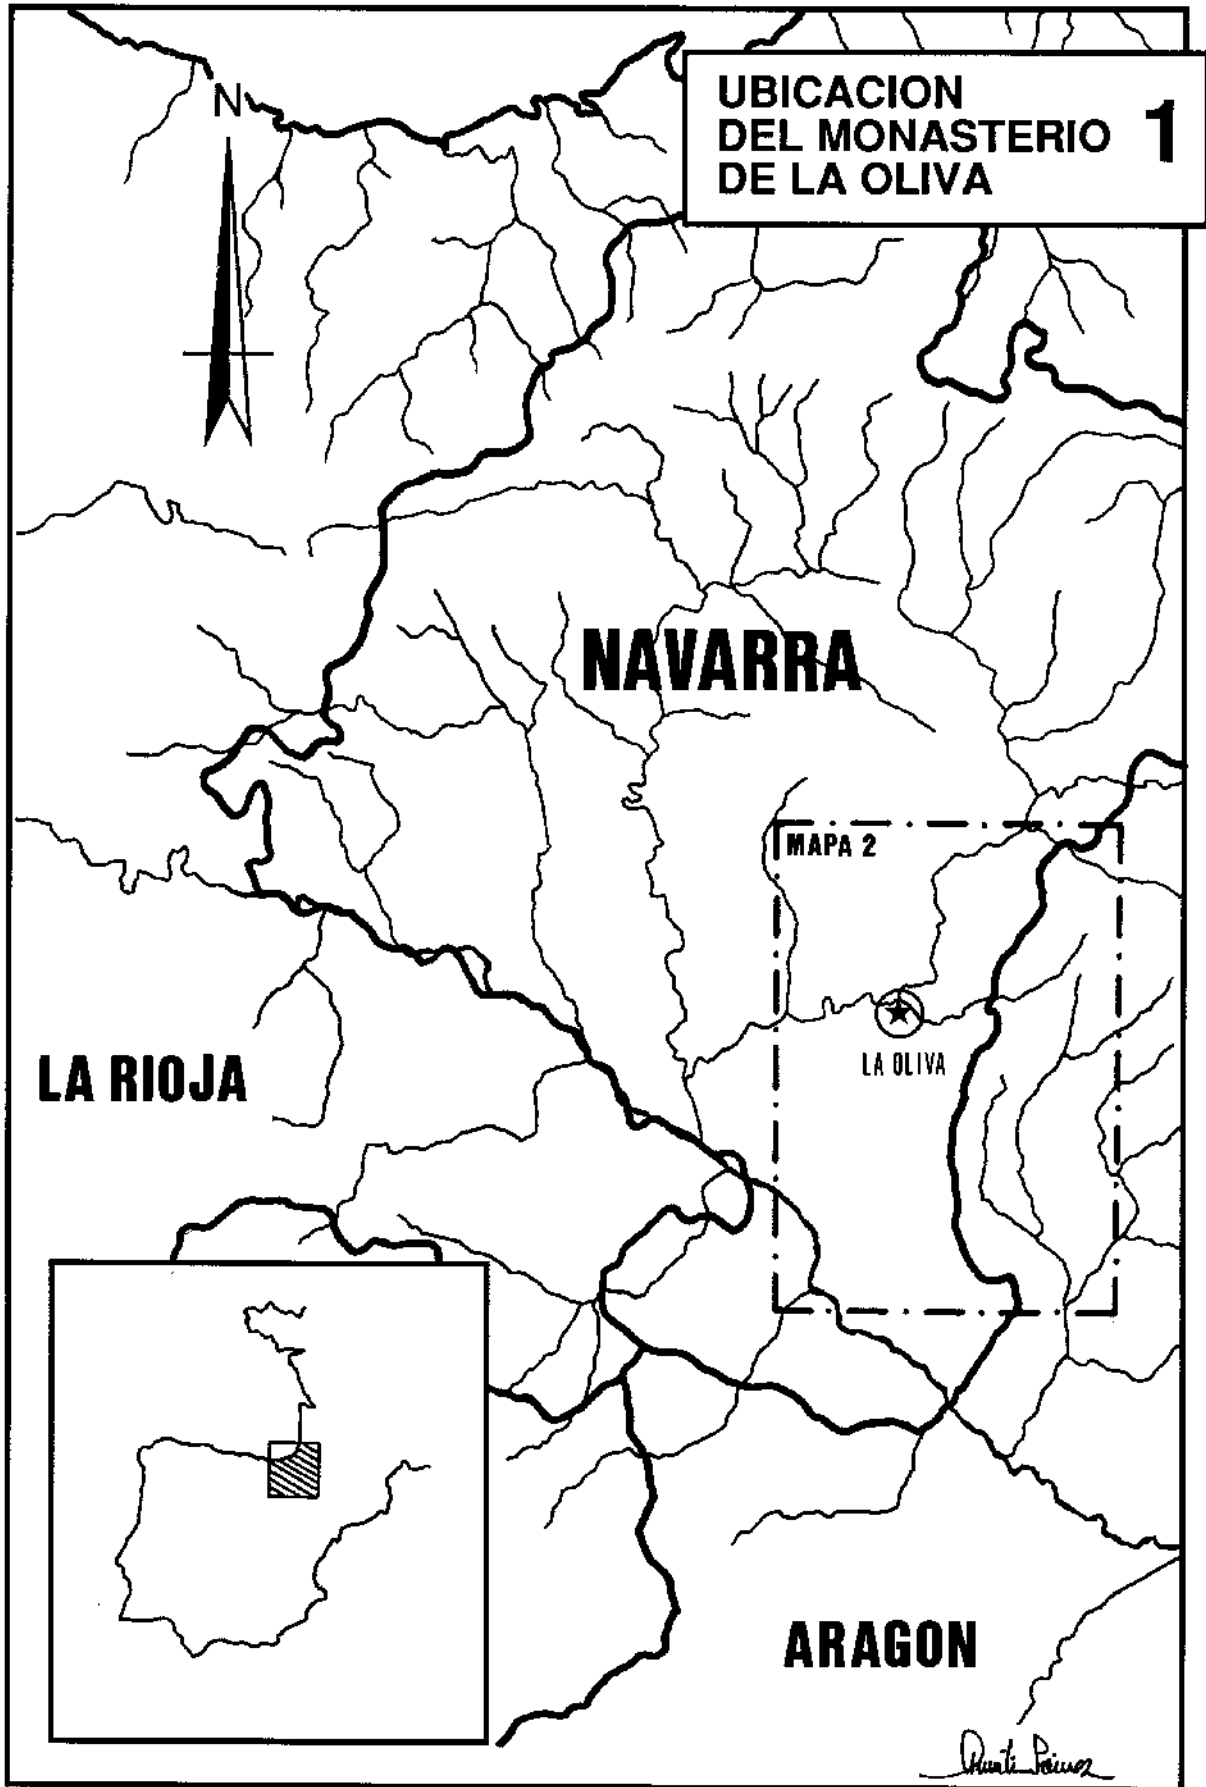 UBICACION
DEL MONASTERIO
DE LA OLIVA
1
N
NAVARRA
MAPA 2
LA OLIVA
LA RIOJA
ARAGON